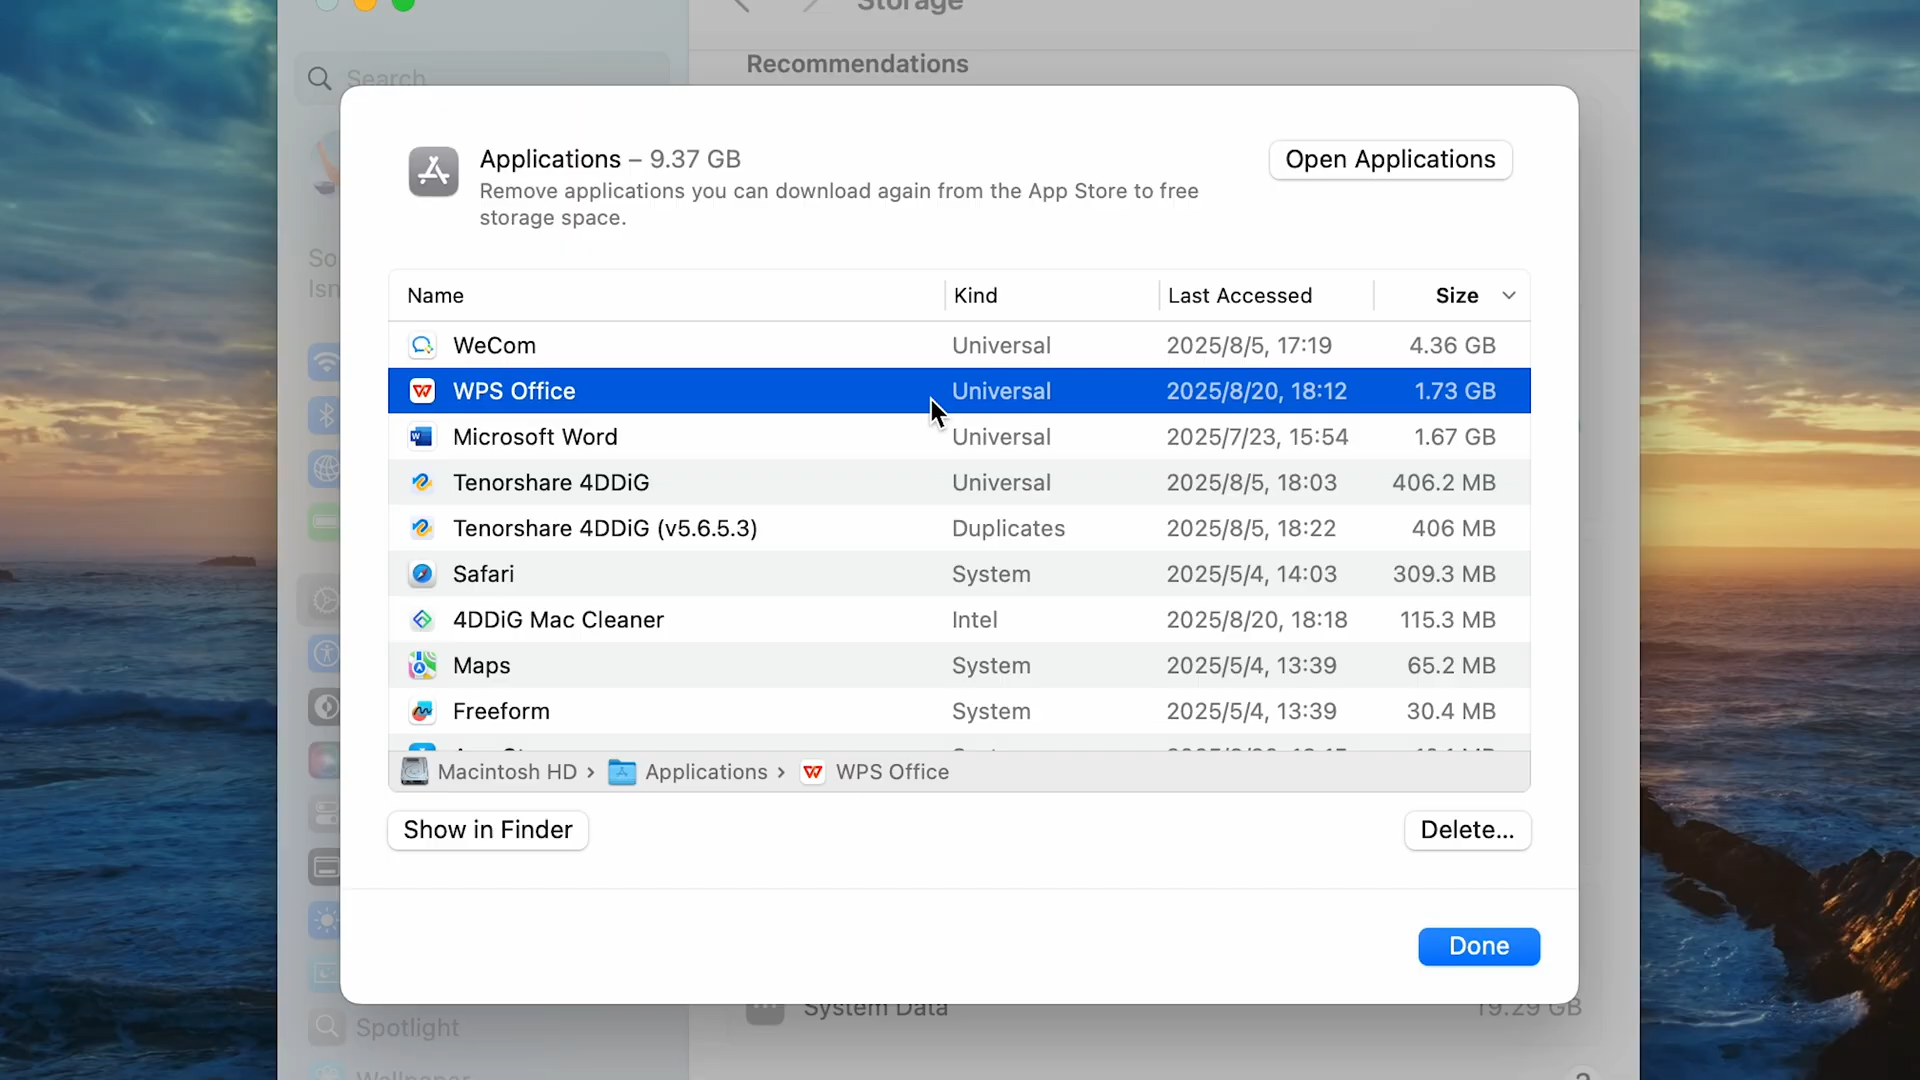 Storage
Search
Recommendations
Applications – 9.37 GB
Remove applications you can download again from the App Store to free
storage space.
Open Applications
Name Kind Last Accessed Size
WeCom Universal 2025/8/5, 17:19 4.36 GB
WPS Office Universal 2025/8/20, 18:12 1.73 GB
Microsoft Word Universal 2025/7/23, 15:54 1.67 GB
Tenorshare 4DDiG Universal 2025/8/5, 18:03 406.2 MB
Tenorshare 4DDiG (v5.6.5.3) Duplicates 2025/8/5, 18:22 406 MB
Safari System 2025/5/4, 14:03 309.3 MB
4DDiG Mac Cleaner Intel 2025/8/20, 18:18 115.3 MB
Maps System 2025/5/4, 13:39 65.2 MB
Freeform System 2025/5/4, 13:39 30.4 MB
Macintosh HD › Applications › WPS Office
Show in Finder
Delete...
Done
System Data 19.29 GB
Spotlight
Wallpaper